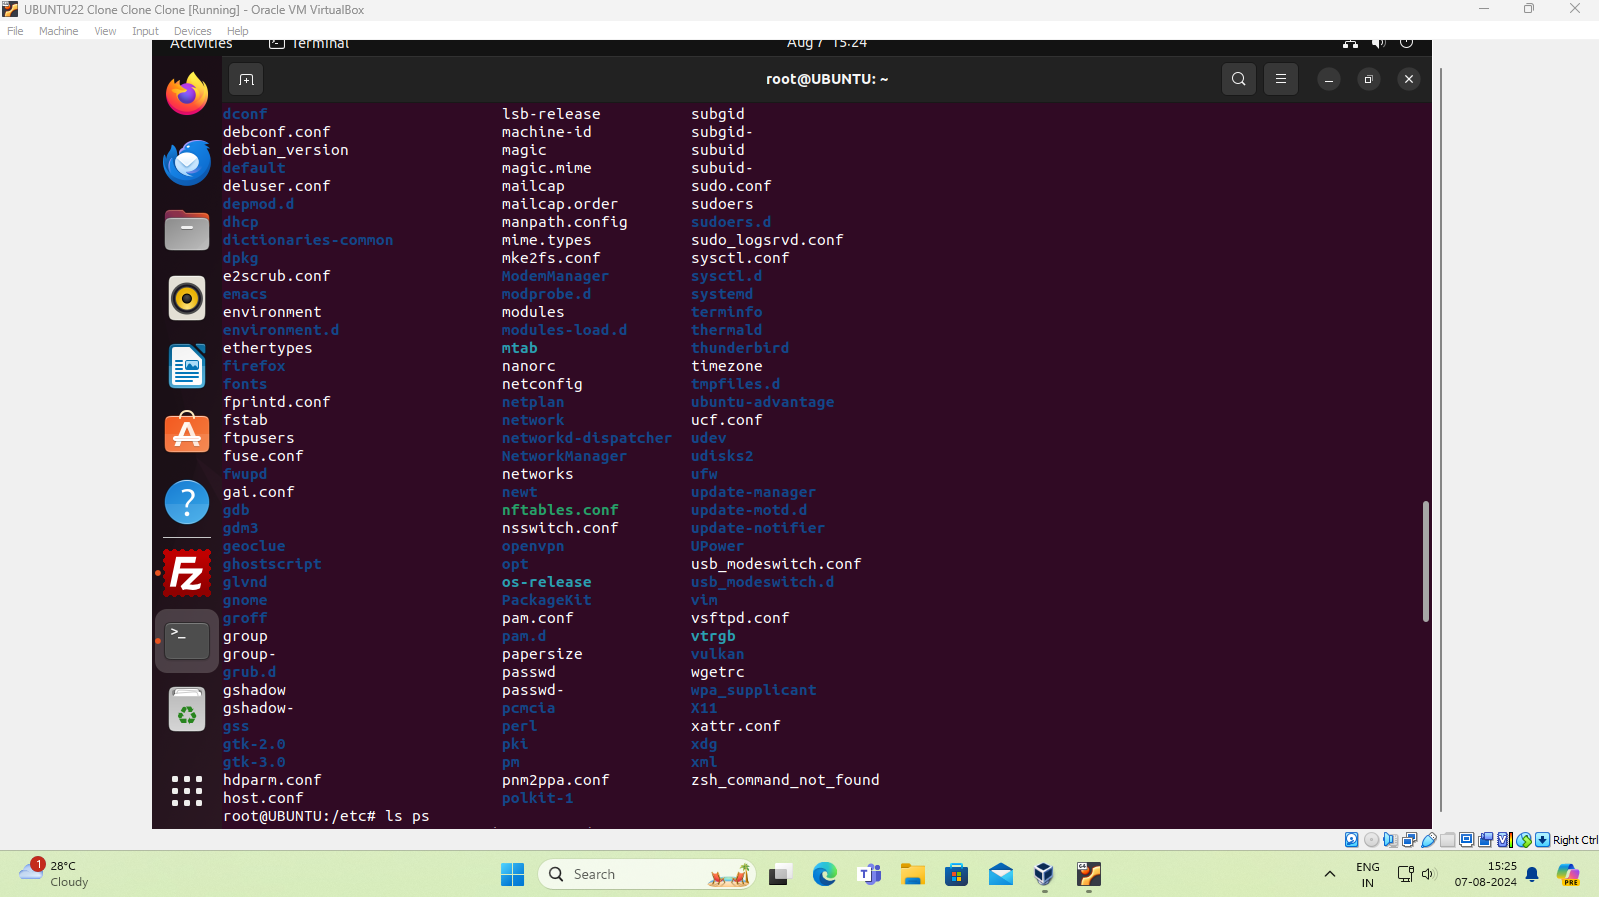 UBUNTU22 Clone Clone Clone [Running] - Oracle VM VirtualBox
File Machine View Input Devices Help
Activities Terminal Aug 7 15:24
root@UBUNTU: ~
dconf lsb-release subgid
debconf.conf machine-id subgid-
debian_version magic subuid
default magic.mime subuid-
deluser.conf mailcap sudo.conf
depmod.d mailcap.order sudoers
dhcp manpath.config sudoers.d
dictionaries-common mime.types sudo_logsrvd.conf
dpkg mke2fs.conf sysctl.conf
e2scrub.conf ModemManager sysctl.d
emacs modprobe.d systemd
environment modules terminfo
environment.d modules-load.d thermald
ethertypes mtab thunderbird
firefox nanorc timezone
fonts netconfig tmpfiles.d
fprintd.conf netplan ubuntu-advantage
fstab network ucf.conf
ftpusers networkd-dispatcher udev
fuse.conf NetworkManager udisks2
fwupd networks ufw
gai.conf newt update-manager
gdb nftables.conf update-motd.d
gdm3 nsswitch.conf update-notifier
geoclue openvpn UPower
ghostscript opt usb_modeswitch.conf
glvnd os-release usb_modeswitch.d
gnome PackageKit vim
groff pam.conf vsftpd.conf
group pam.d vtrgb
group- papersize vulkan
grub.d passwd wgetrc
gshadow passwd- wpa_supplicant
gshadow- pcmcia X11
gss perl xattr.conf
gtk-2.0 pki xdg
gtk-3.0 pm xml
hdparm.conf pnm2ppa.conf zsh_command_not_found
host.conf polkit-1
root@UBUNTU:/etc# ls ps
Right Ctrl
1
28°C
Cloudy
Search
ENG
IN
15:25
07-08-2024
PRE